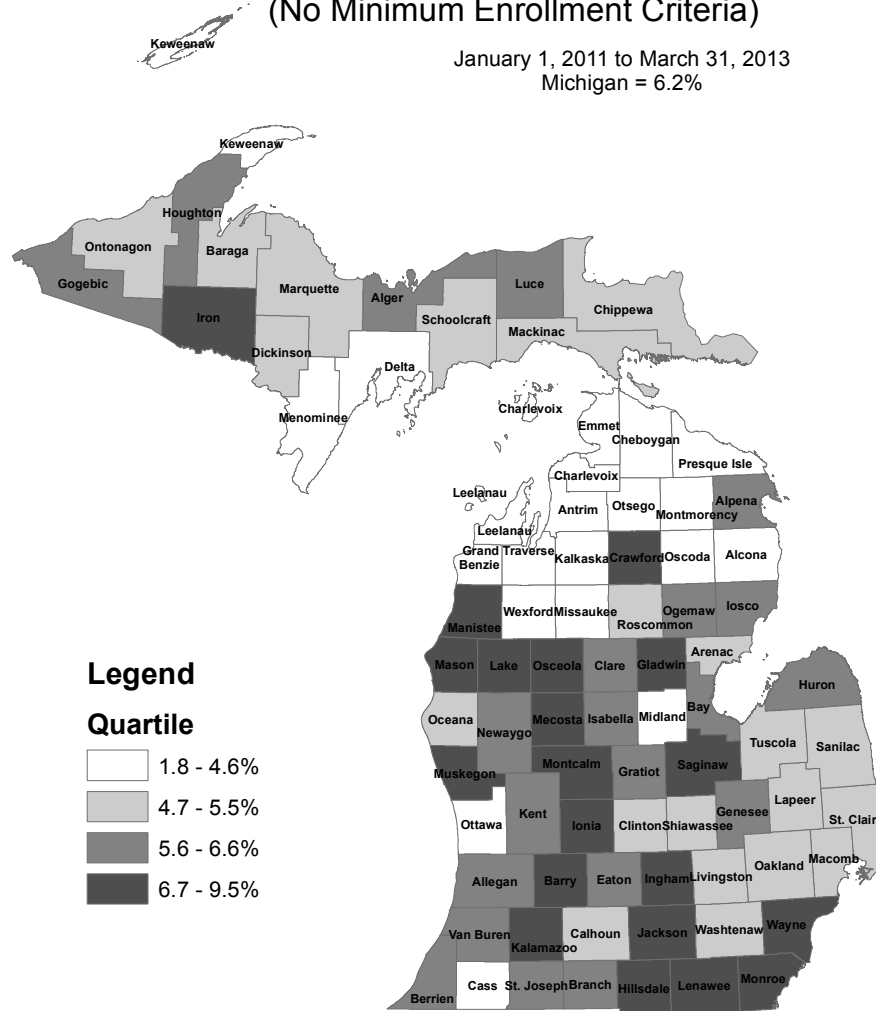 (No Minimum Enrollment Criteria)
January 1, 2011 to March 31, 2013
Michigan = 6.2%
Keweenaw
Keweenaw
Houghton
Ontonagon
Baraga
Gogebic
Marquette
Alger
Luce
Iron
Schoolcraft
Chippewa
Mackinac
Dickinson
Delta
Menominee
Charlevoix
Emmet
Cheboygan
Presque Isle
Charlevoix
Leelanau
Antrim
Otsego
Montmorency
Alpena
Leelanau
Grand Traverse
Benzie
Kalkaska
Crawford
Oscoda
Alcona
Manistee
Wexford
Missaukee
Roscommon
Ogemaw
Iosco
Mason
Lake
Osceola
Clare
Gladwin
Arenac
Huron
Oceana
Newaygo
Mecosta
Isabella
Midland
Bay
Tuscola
Sanilac
Muskegon
Montcalm
Gratiot
Saginaw
Ottawa
Kent
Ionia
Clinton
Shiawassee
Genesee
Lapeer
St. Clair
Allegan
Barry
Eaton
Ingham
Livingston
Oakland
Macomb
Van Buren
Kalamazoo
Calhoun
Jackson
Washtenaw
Wayne
Berrien
Cass
St. Joseph
Branch
Hillsdale
Lenawee
Monroe
Legend
Quartile
1.8 - 4.6%
4.7 - 5.5%
5.6 - 6.6%
6.7 - 9.5%